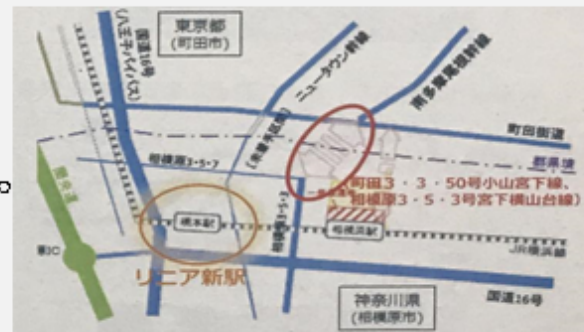 東京都
(町田市)
国道16号
(八王子バイパス)
ニュータウン幹線
南多摩尾根幹線
(未着手区間)
町田街道
都県境
相模原3・5・7
町田3・3・50号小山宮下線、
相模原3・5・3号宮下横山台線)
圏央道
橋本駅
相模原3・5・3
相模原駅
JR横浜線
リニア新駅
国道16号
神奈川県
(相模原市)